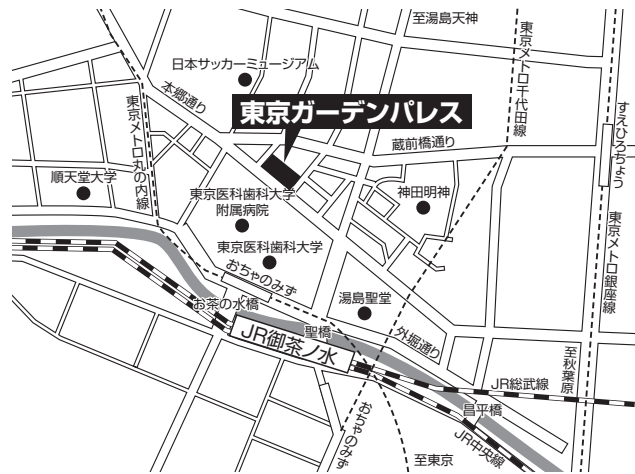 至湯島天神
日本サッカーミュージアム
本郷通り
東京ガーデンパレス
東京メトロ千代田線
すえひろちょう
東京メトロ丸の内線
蔵前橋通り
順天堂大学
東京医科歯科大学
附属病院
神田明神
東京医科歯科大学
おちゃのみず
東京メトロ銀座線
お茶の水橋
湯島聖堂
聖橋
外堀通り
JR御茶ノ水
至秋葉原
JR総武線
昌平橋
おちゃのみず
JR中央線
至東京